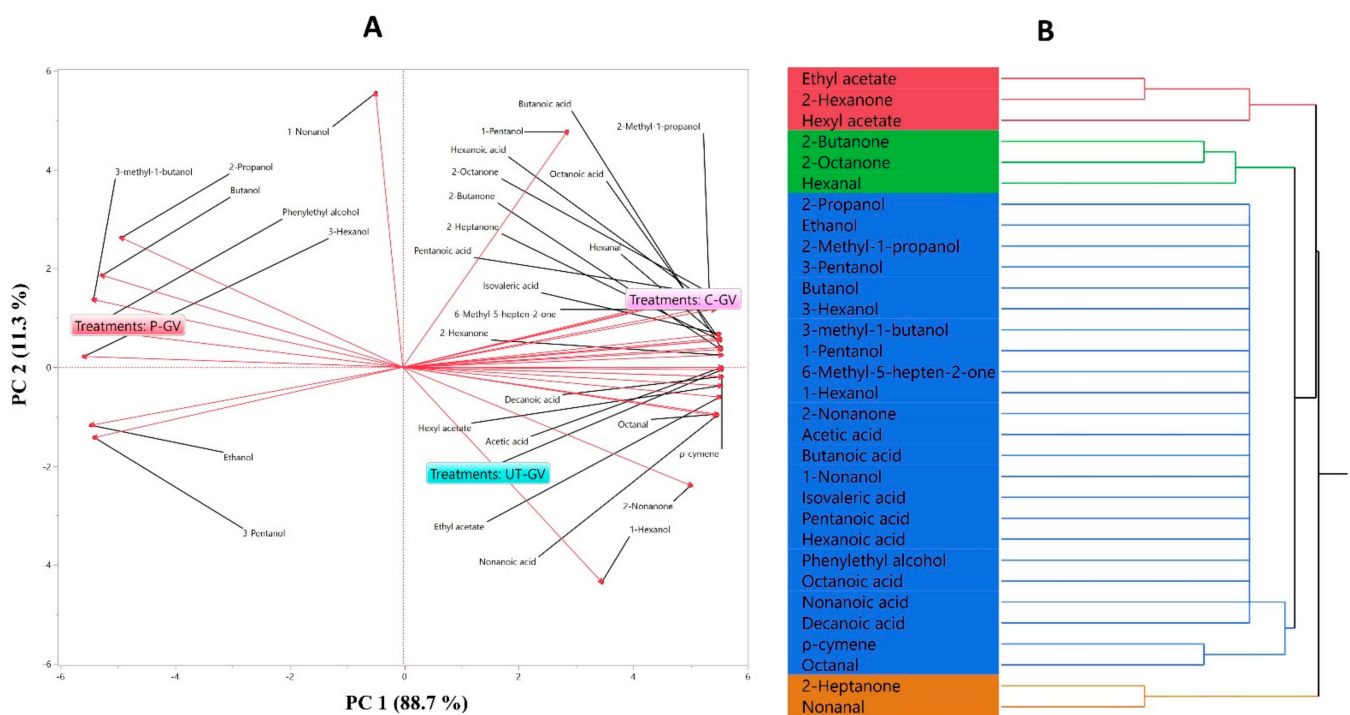 A
B
6
4
2
0
-2
-4
-6
-6
-4
-2
0
2
4
6
PC 2 (11.3 %)
PC 1 (88.7 %)
Butanoic acid
1-Nonanol
1-Pentanol
2-Methyl-1-propanol
Hexanoic acid
3-methyl-1-butanol
2-Propanol
2-Octanone
Octanoic acid
Butanol
2-Butanone
Phenylethyl alcohol
2-Heptanone
3-Hexanol
Hexanal
Pentanoic acid
Isovaleric acid
Treatments: C-GV
6-Methyl-5-hepten-2-one
Treatments: P-GV
2-Hexanone
Decanoic acid
Hexyl acetate
Octanal
Acetic acid
ρ-cymene
Ethanol
Treatments: UT-GV
2-Nonanone
Ethyl acetate
1-Hexanol
3-Pentanol
Nonanoic acid
Ethyl acetate
2-Hexanone
Hexyl acetate
2-Butanone
2-Octanone
Hexanal
2-Propanol
Ethanol
2-Methyl-1-propanol
3-Pentanol
Butanol
3-Hexanol
3-methyl-1-butanol
1-Pentanol
6-Methyl-5-hepten-2-one
1-Hexanol
2-Nonanone
Acetic acid
Butanoic acid
1-Nonanol
Isovaleric acid
Pentanoic acid
Hexanoic acid
Phenylethyl alcohol
Octanoic acid
Nonanoic acid
Decanoic acid
ρ-cymene
Octanal
2-Heptanone
Nonanal